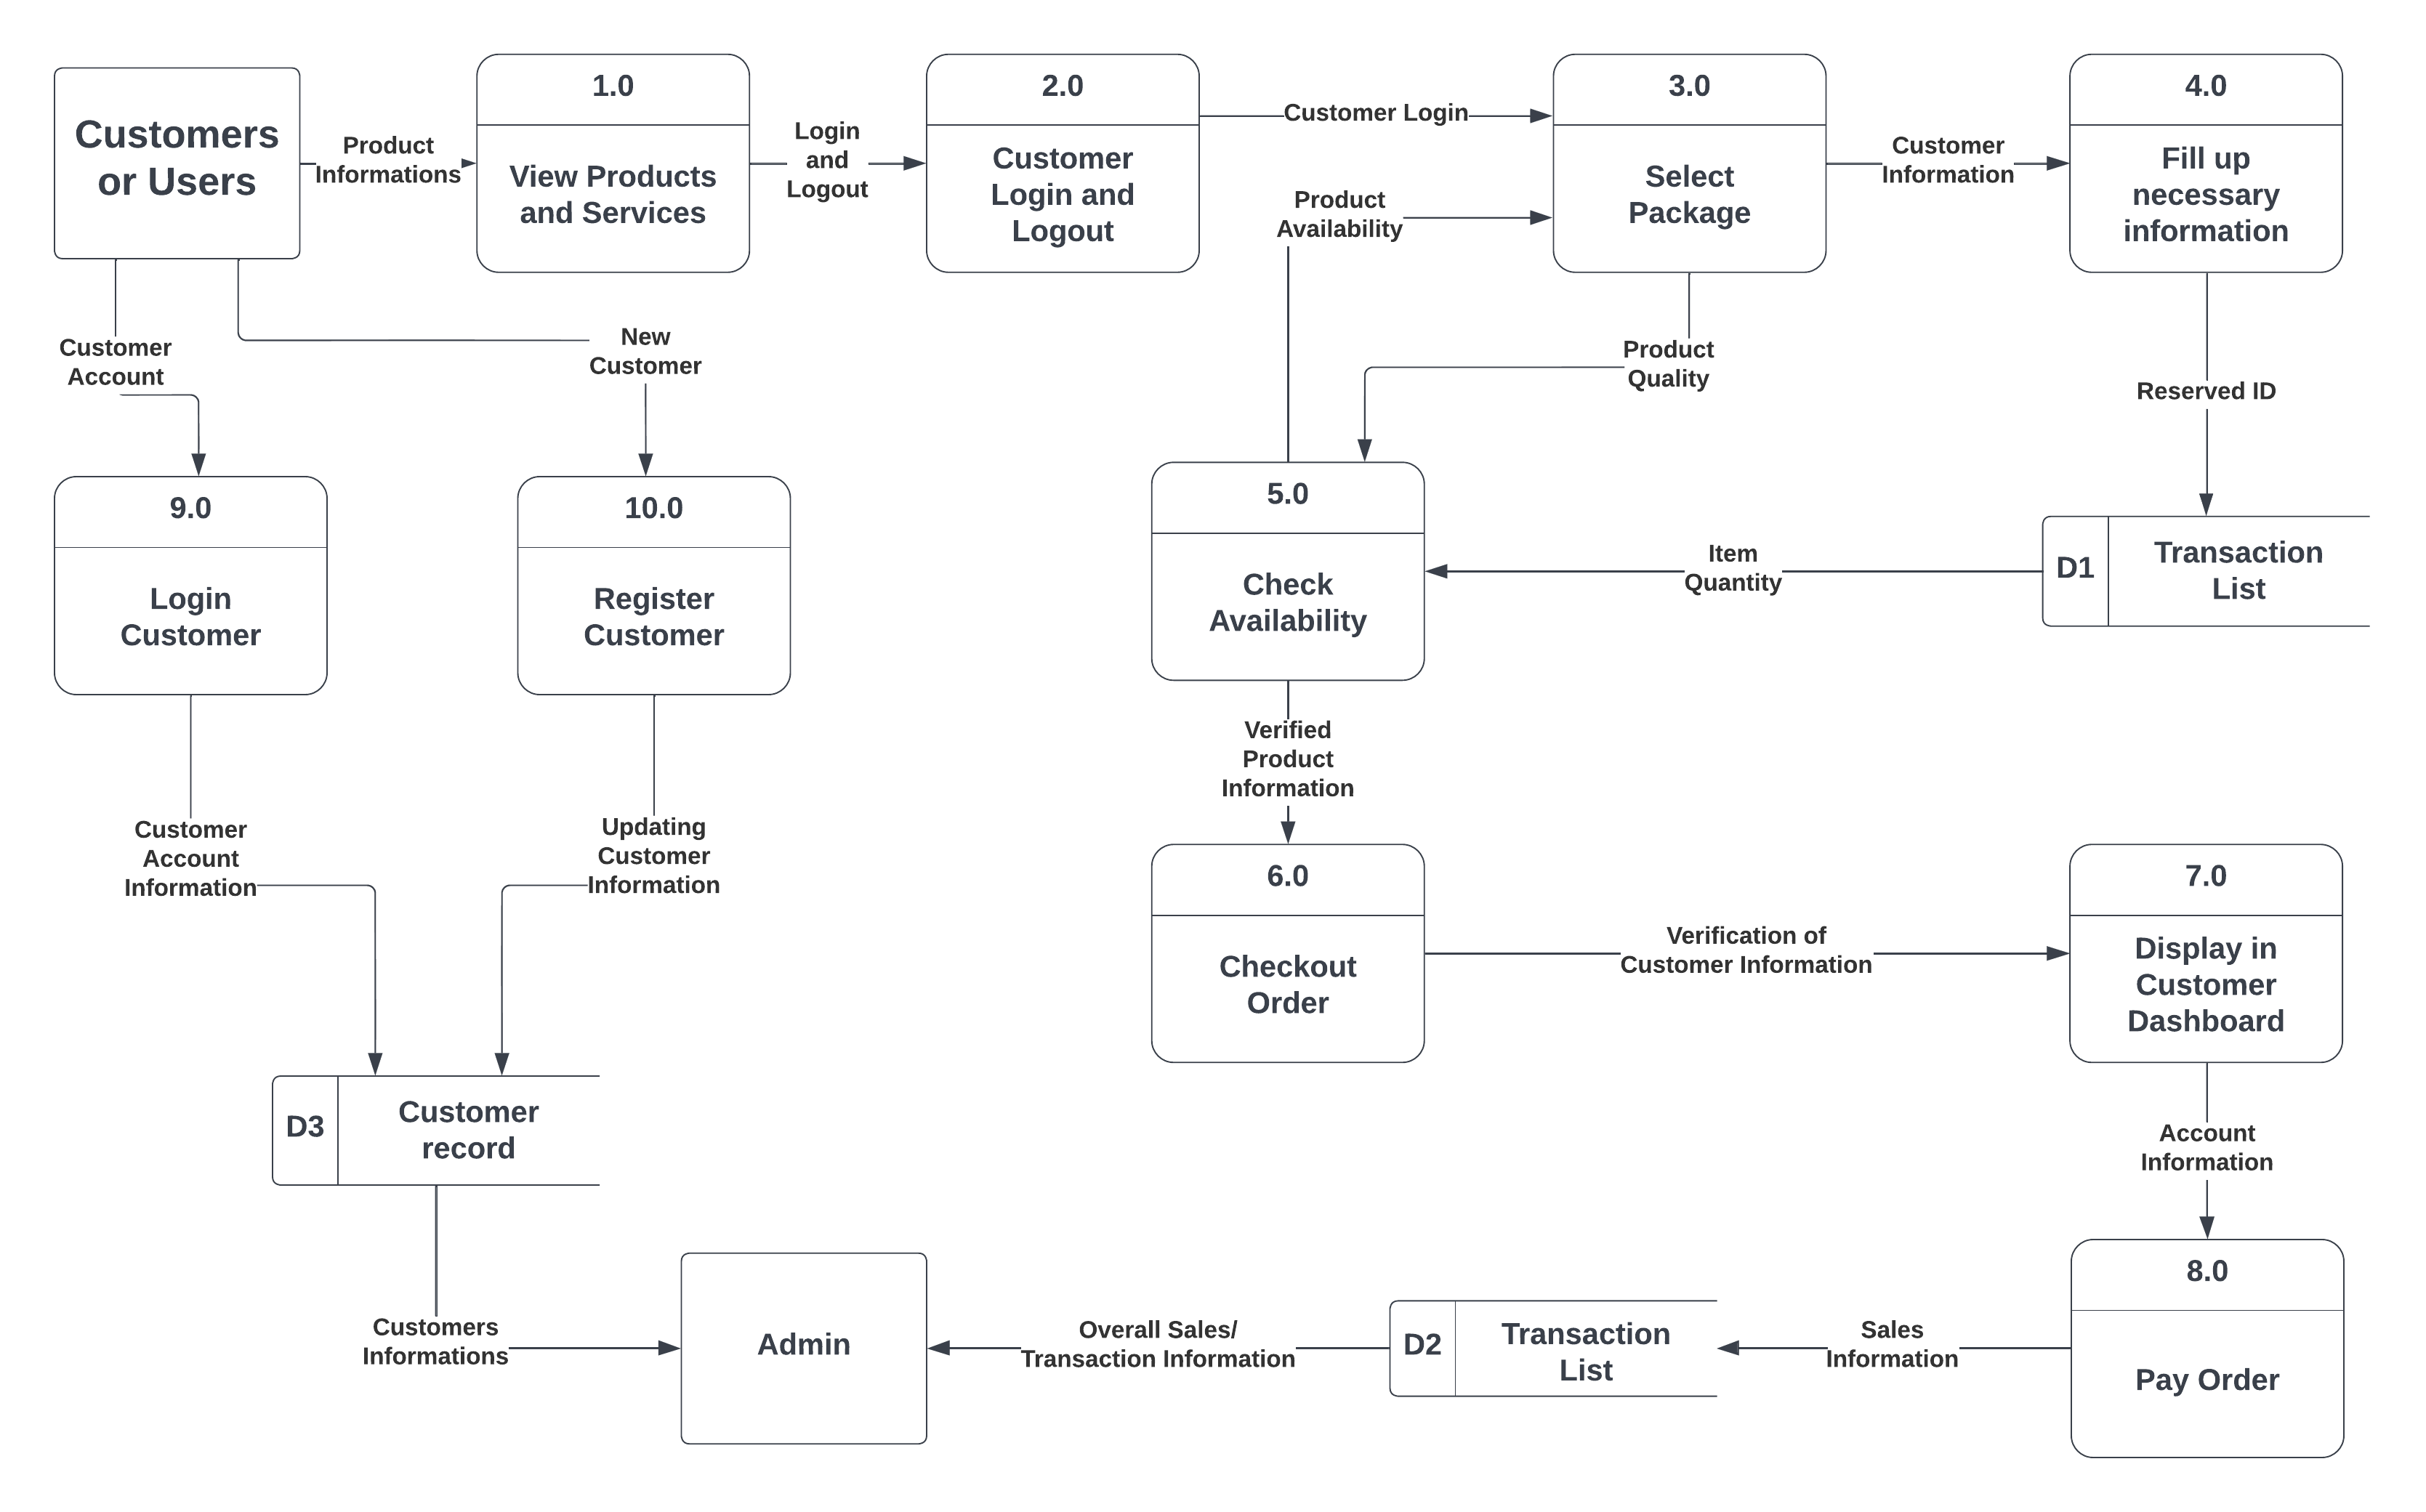 Customers
or Users
Product
Informations
1.0
View Products
and Services
Login
and
Logout
2.0
Customer
Login and
Logout
Customer Login
Product
Availability
3.0
Select
Package
Customer
Information
4.0
Fill up
necessary
information
Customer
Account
New
Customer
Product
Quality
Reserved ID
9.0
Login
Customer
10.0
Register
Customer
5.0
Check
Availability
Item
Quantity
D1
Transaction
List
Verified
Product
Information
Customer
Account
Information
Updating
Customer
Information
6.0
Checkout
Order
Verification of
Customer Information
7.0
Display in
Customer
Dashboard
D3
Customer
record
Account
Information
Customers
Informations
Admin
Overall Sales/
Transaction Information
D2
Transaction
List
Sales
Information
8.0
Pay Order